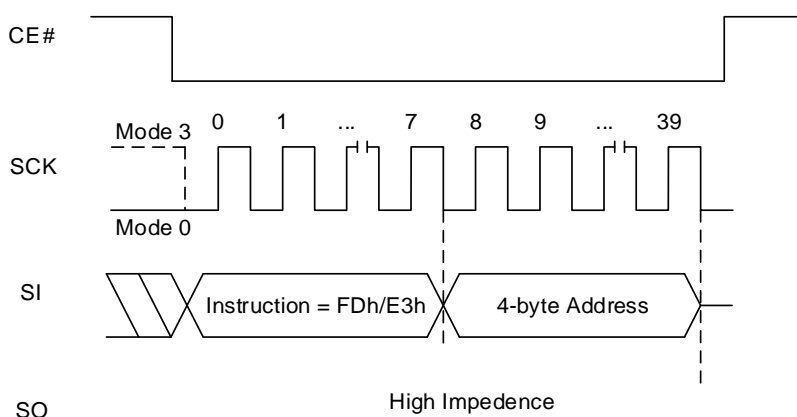 CE#
Mode 3
0 1 ... 7 8 9 ... 39
SCK
Mode 0
SI
Instruction = FDh/E3h
4-byte Address
High Impedence
SO